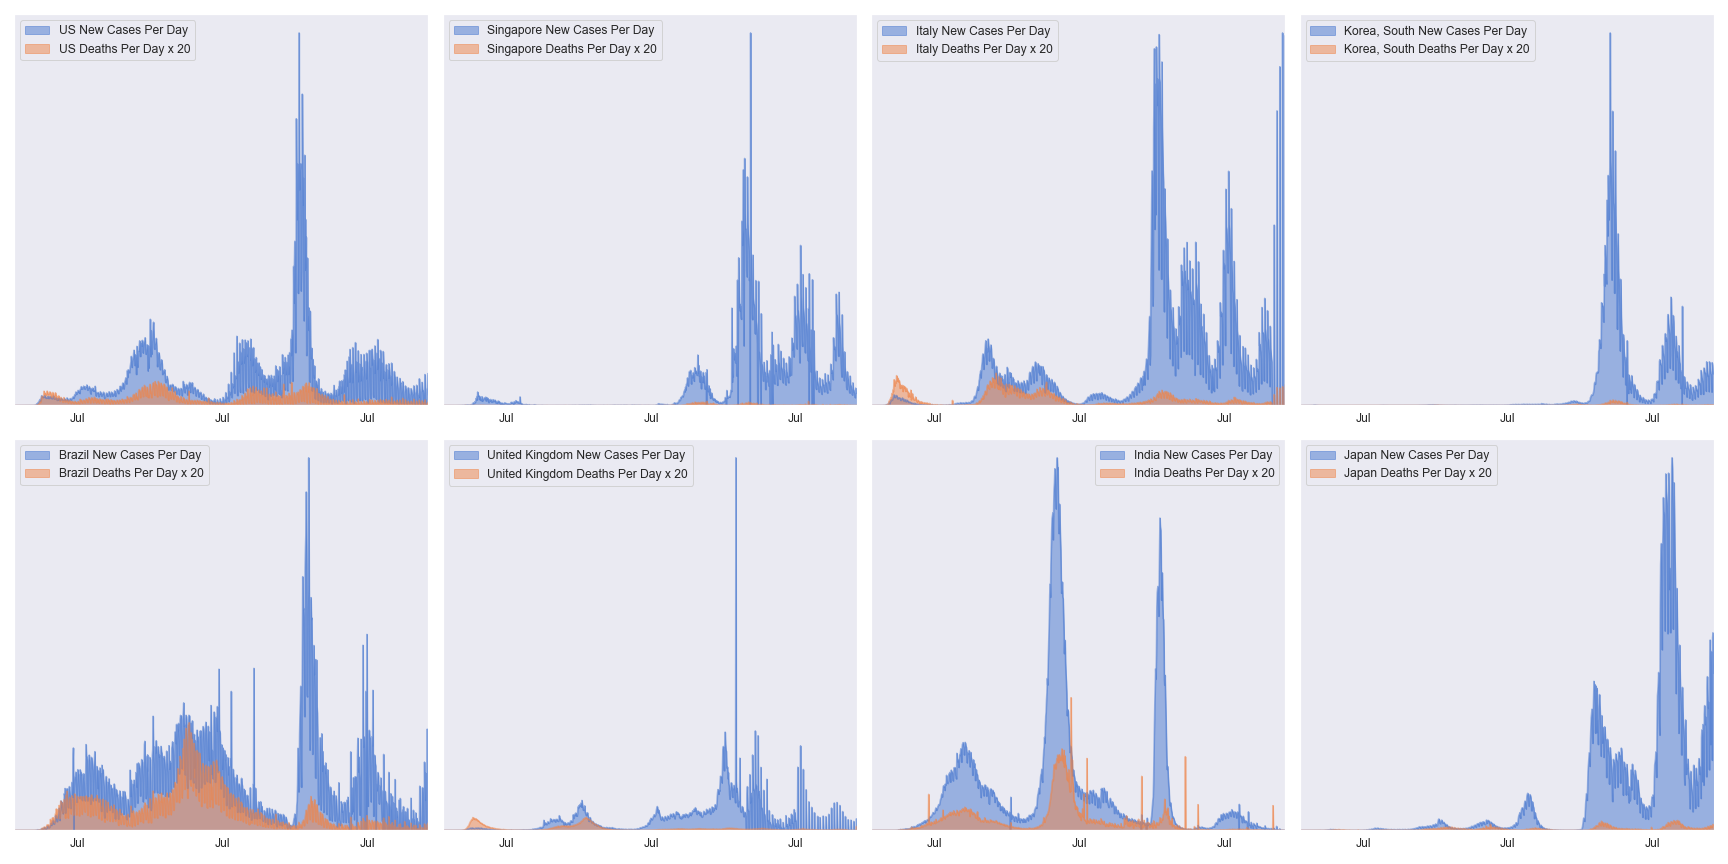 US New Cases Per Day
US Deaths Per Day x 20
Singapore New Cases Per Day
Singapore Deaths Per Day x 20
Italy New Cases Per Day
Italy Deaths Per Day x 20
Korea, South New Cases Per Day
Korea, South Deaths Per Day x 20
Jul Jul Jul
Jul Jul Jul
Jul Jul Jul
Jul Jul Jul
Brazil New Cases Per Day
Brazil Deaths Per Day x 20
United Kingdom New Cases Per Day
United Kingdom Deaths Per Day x 20
India New Cases Per Day
India Deaths Per Day x 20
Japan New Cases Per Day
Japan Deaths Per Day x 20
Jul Jul Jul
Jul Jul Jul
Jul Jul Jul
Jul Jul Jul